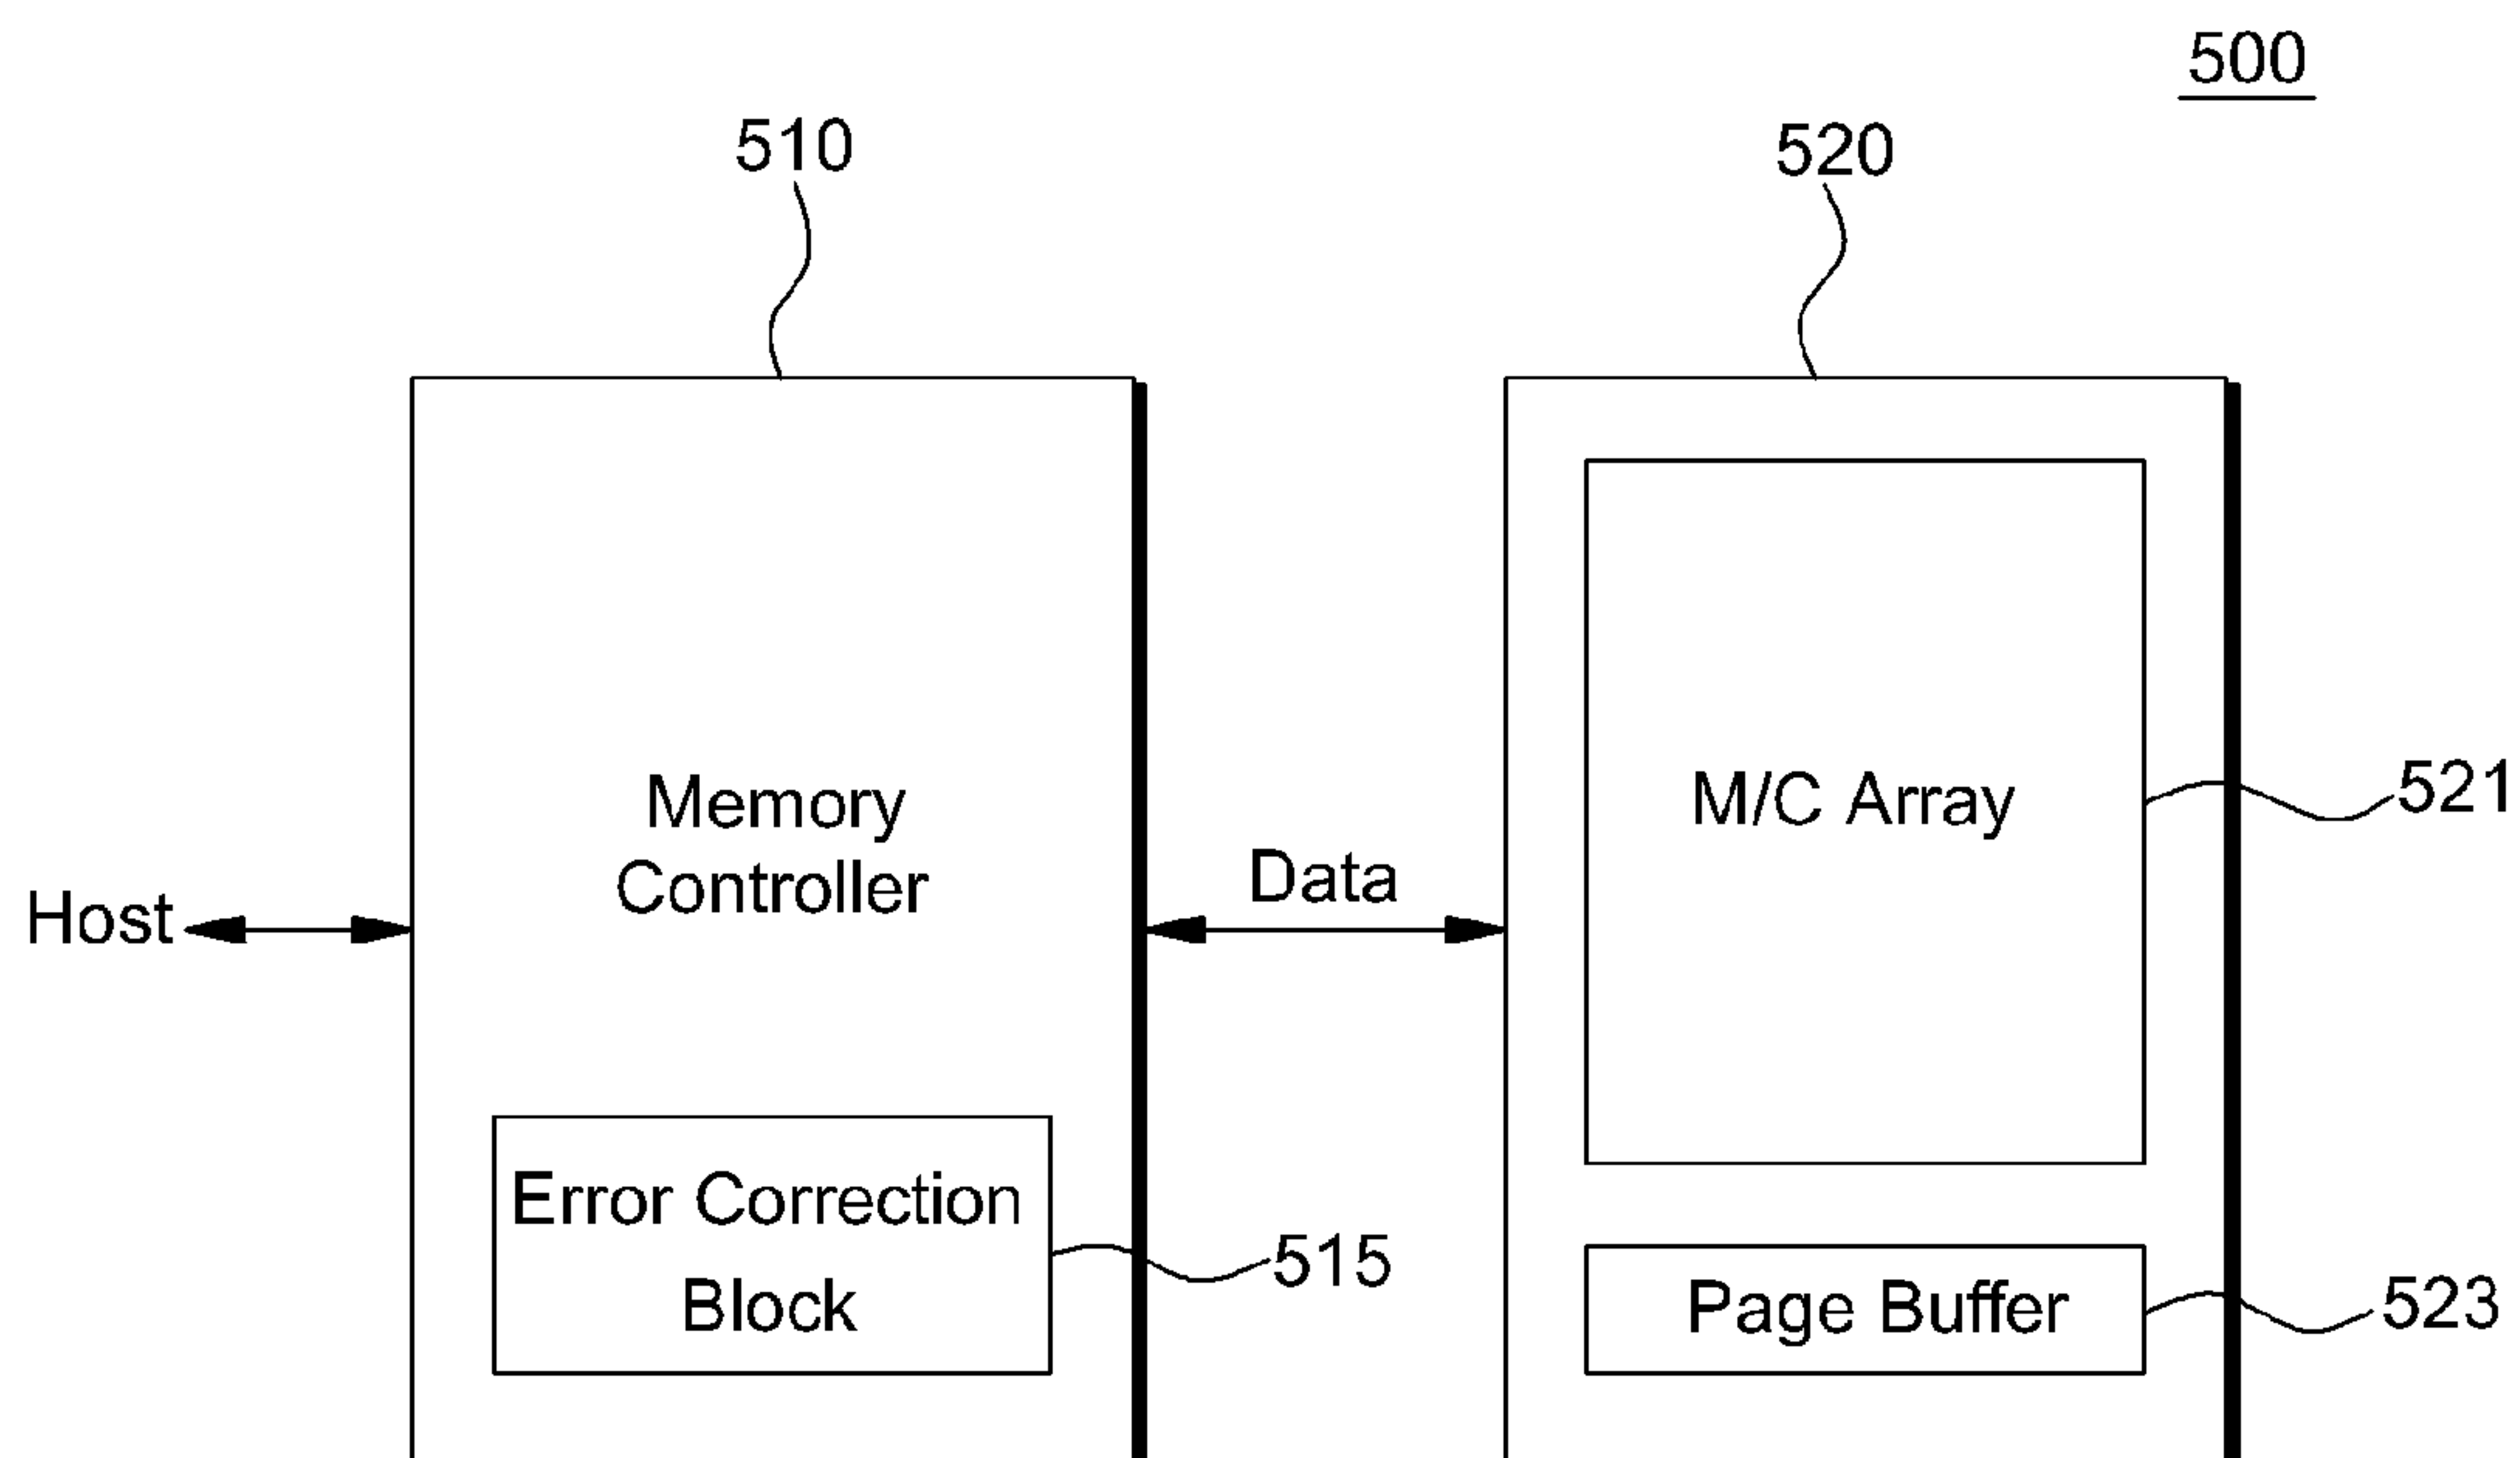 500
510
520
Memory
Controller
M/C Array
521
Data
Host
Error Correction
Block
515
Page Buffer
523